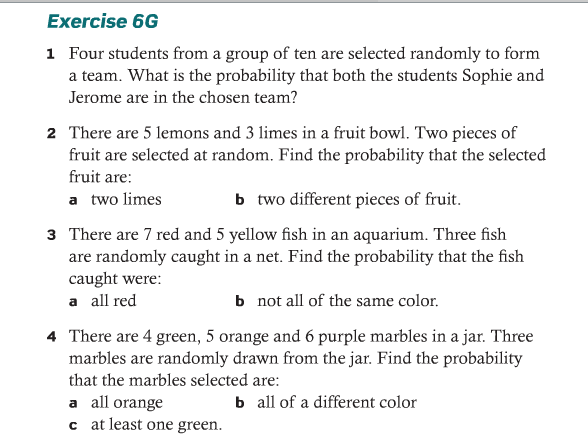 Exercise 6G
1 Four students from a group of ten are selected randomly to form
a team. What is the probability that both the students Sophie and
Jerome are in the chosen team?
2 There are 5 lemons and 3 limes in a fruit bowl. Two pieces of
fruit are selected at random. Find the probability that the selected
fruit are:
a two limes b two different pieces of fruit.
3 There are 7 red and 5 yellow fish in an aquarium. Three fish
are randomly caught in a net. Find the probability that the fish
caught were:
a all red b not all of the same color.
4 There are 4 green, 5 orange and 6 purple marbles in a jar. Three
marbles are randomly drawn from the jar. Find the probability
that the marbles selected are:
a all orange b all of a different color
c at least one green.